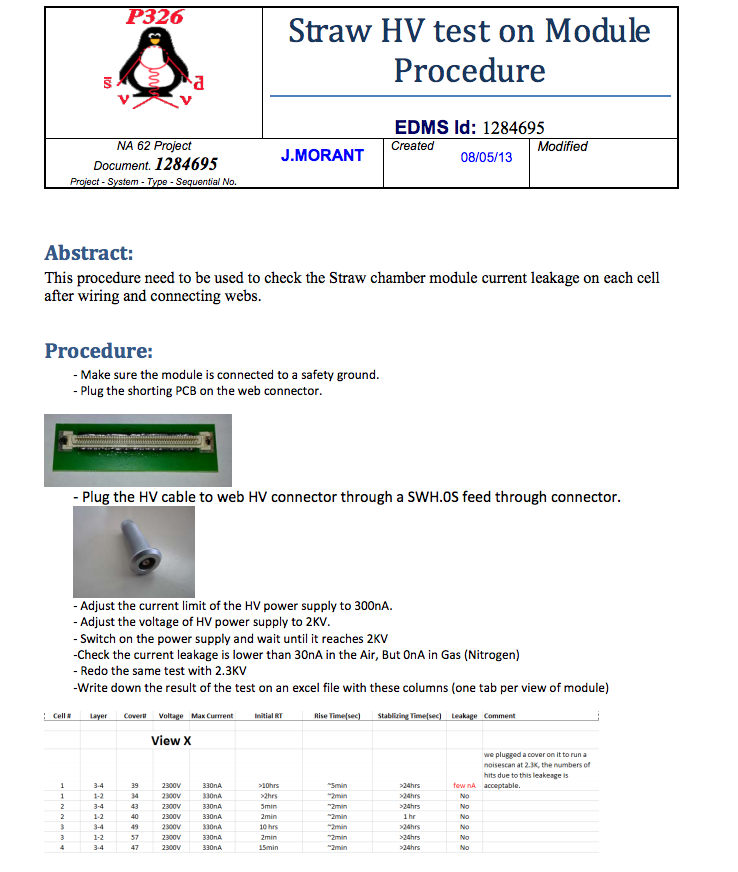 P326
s
d
v v
Straw HV test on Module
Procedure
EDMS Id: 1284695
NA 62 Project
Document. 1284695
Project - System - Type - Sequential No.
J.MORANT
Created
08/05/13
Modified
Abstract:
This procedure need to be used to check the Straw chamber module current leakage on each cell
after wiring and connecting webs.
Procedure:
- Make sure the module is connected to a safety ground.
- Plug the shorting PCB on the web connector.
- Plug the HV cable to web HV connector through a SWH.0S feed through connector.
- Adjust the current limit of the HV power supply to 300nA.
- Adjust the voltage of HV power supply to 2KV.
- Switch on the power supply and wait until it reaches 2KV
-Check the current leakage is lower than 30nA in the Air, But 0nA in Gas (Nitrogen)
- Redo the same test with 2.3KV
-Write down the result of the test on an excel file with these columns (one tab per view of module)
Cell # Layer Cover# Voltage Max Currrent Initial RT Rise Time(sec) Stablizing Time(sec) Leakage Comment
View X
we plugged a cover on it to run a
noisescan at 2.3K, the numbers of
hits due to this leakeage is
1 3-4 39 2300V 330nA >10hrs ~5min >24hrs few nA acceptable.
1 1-2 34 2300V 330nA >2hrs ~2min >24hrs No
2 3-4 43 2300V 330nA 5min ~2min >24hrs No
2 1-2 40 2300V 330nA 2min ~2min 1 hr No
3 3-4 49 2300V 330nA 10 hrs ~2min >24hrs No
3 1-2 57 2300V 330nA 2min ~2min >24hrs No
4 3-4 47 2300V 330nA 15min ~2min >24hrs No